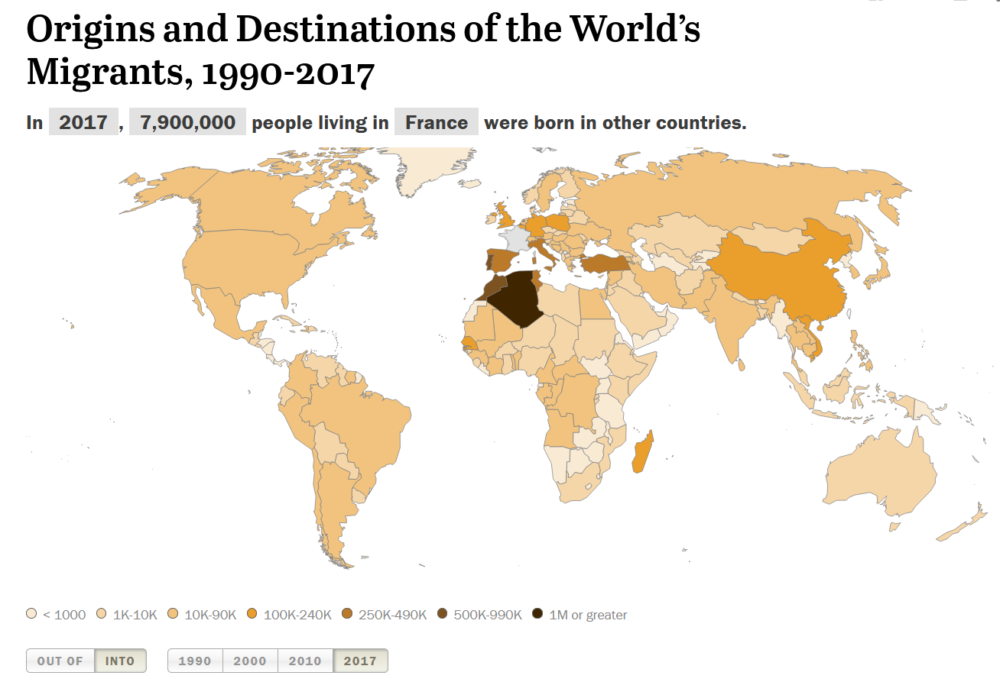 Origins and Destinations of the World’s
Migrants, 1990-2017
In 2017 , 7,900,000 people living in France were born in other countries.
< 1000 1K-10K 10K-90K 100K-240K 250K-490K 500K-990K 1M or greater
OUT OF INTO 1990 2000 2010 2017